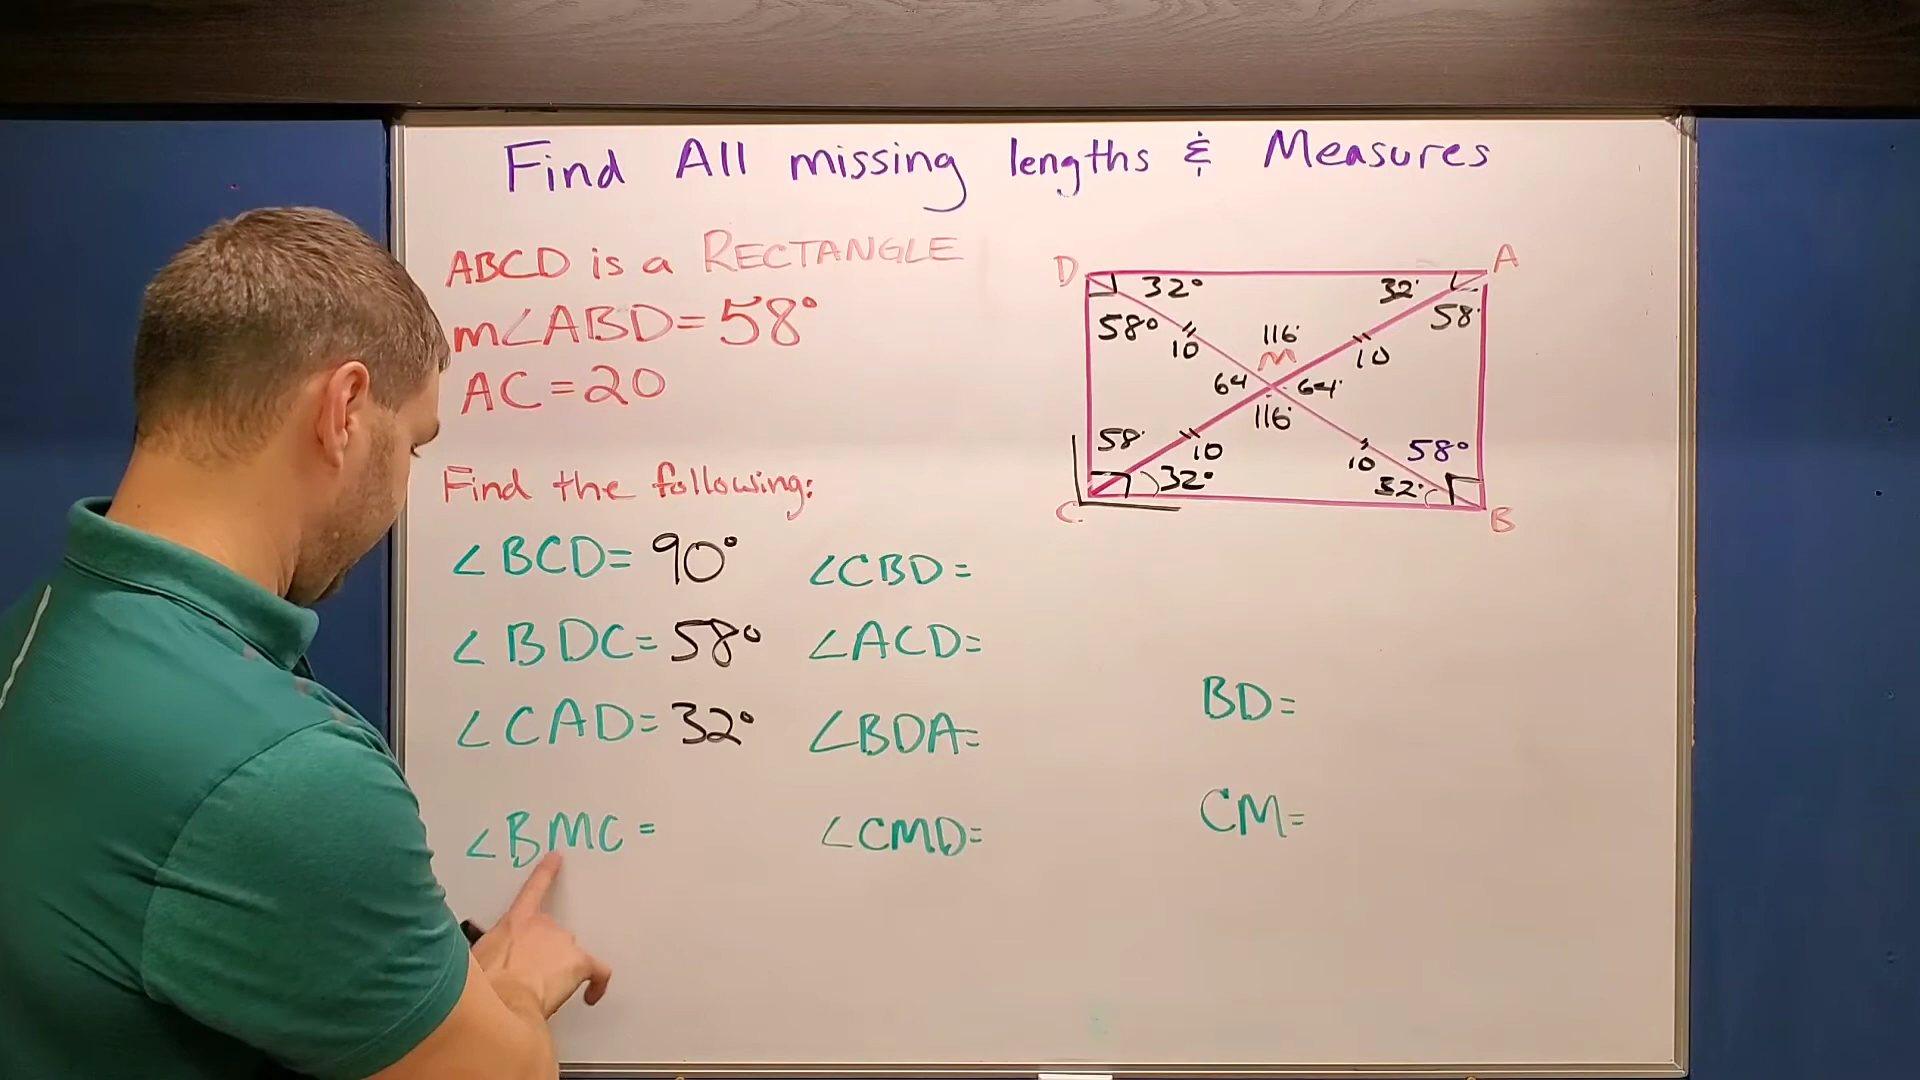 Find All missing lengths & Measures
ABCD is a RECTANGLE
m∠ABD=58°
AC=20
Find the following:
∠BCD=90°
∠BDC=58°
∠CAD=32°
∠BMC=
∠CBD=
∠ACD=
∠BDA=
∠CMD=
BD=
CM=
D
A
32°
32°
58°
58°
116°
M
10
10
64
64°
116°
58°
10
58°
10
32°
32°
C
B